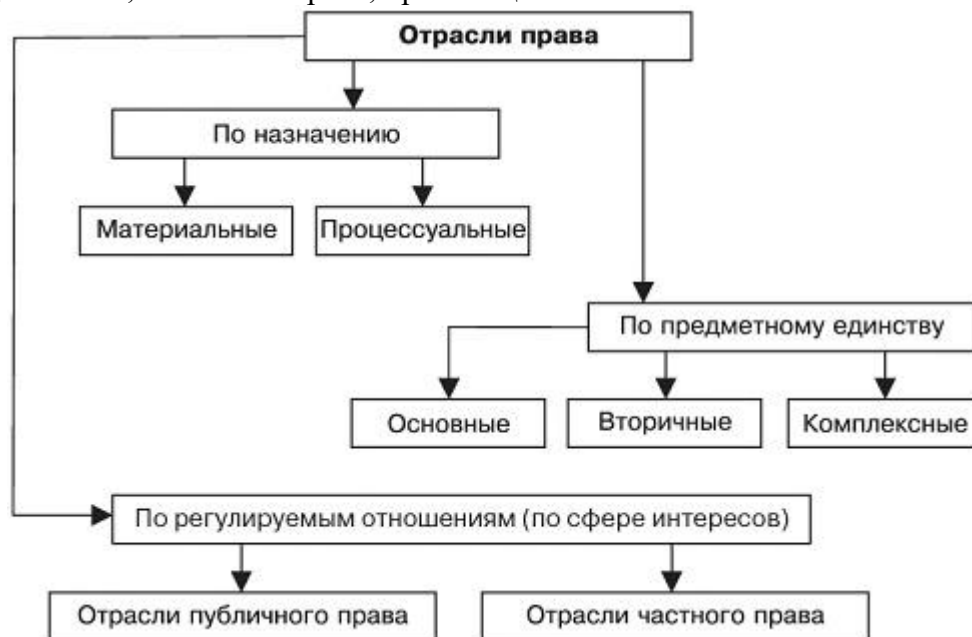 Отрасли права
По назначению
Материальные
Процессуальные
По предметному единству
Основные
Вторичные
Комплексные
По регулируемым отношениям (по сфере интересов)
Отрасли публичного права
Отрасли частного права